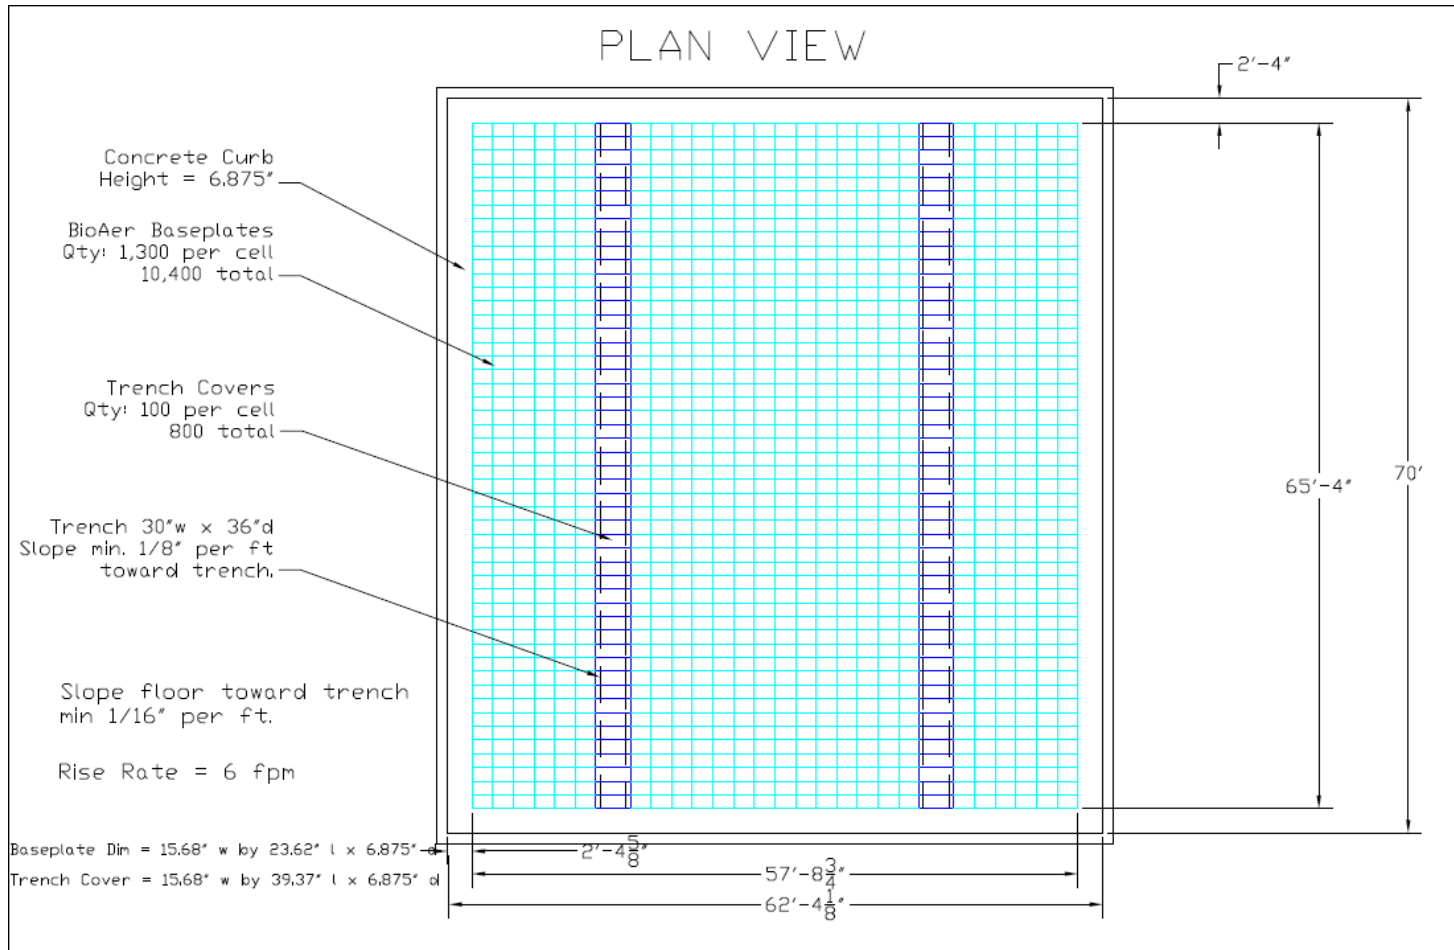 PLAN VIEW
2'-4"
Concrete Curb
Height = 6.875"
BioAer Baseplates
Qty: 1,300 per cell
10,400 total
Trench Covers
Qty: 100 per cell
800 total
65'-4"
70'
Trench 30"w x 36"d
Slope min. 1/8" per ft
toward trench.
Slope floor toward trench
min 1/16" per ft.
Rise Rate = 6 fpm
Baseplate Dim = 15.68" w by 23.62" l x 6.875" d
2'-4 5/8"
Trench Cover = 15.68" w by 39.37" l x 6.875" d
57'-8 3/4"
62'-4 1/8"